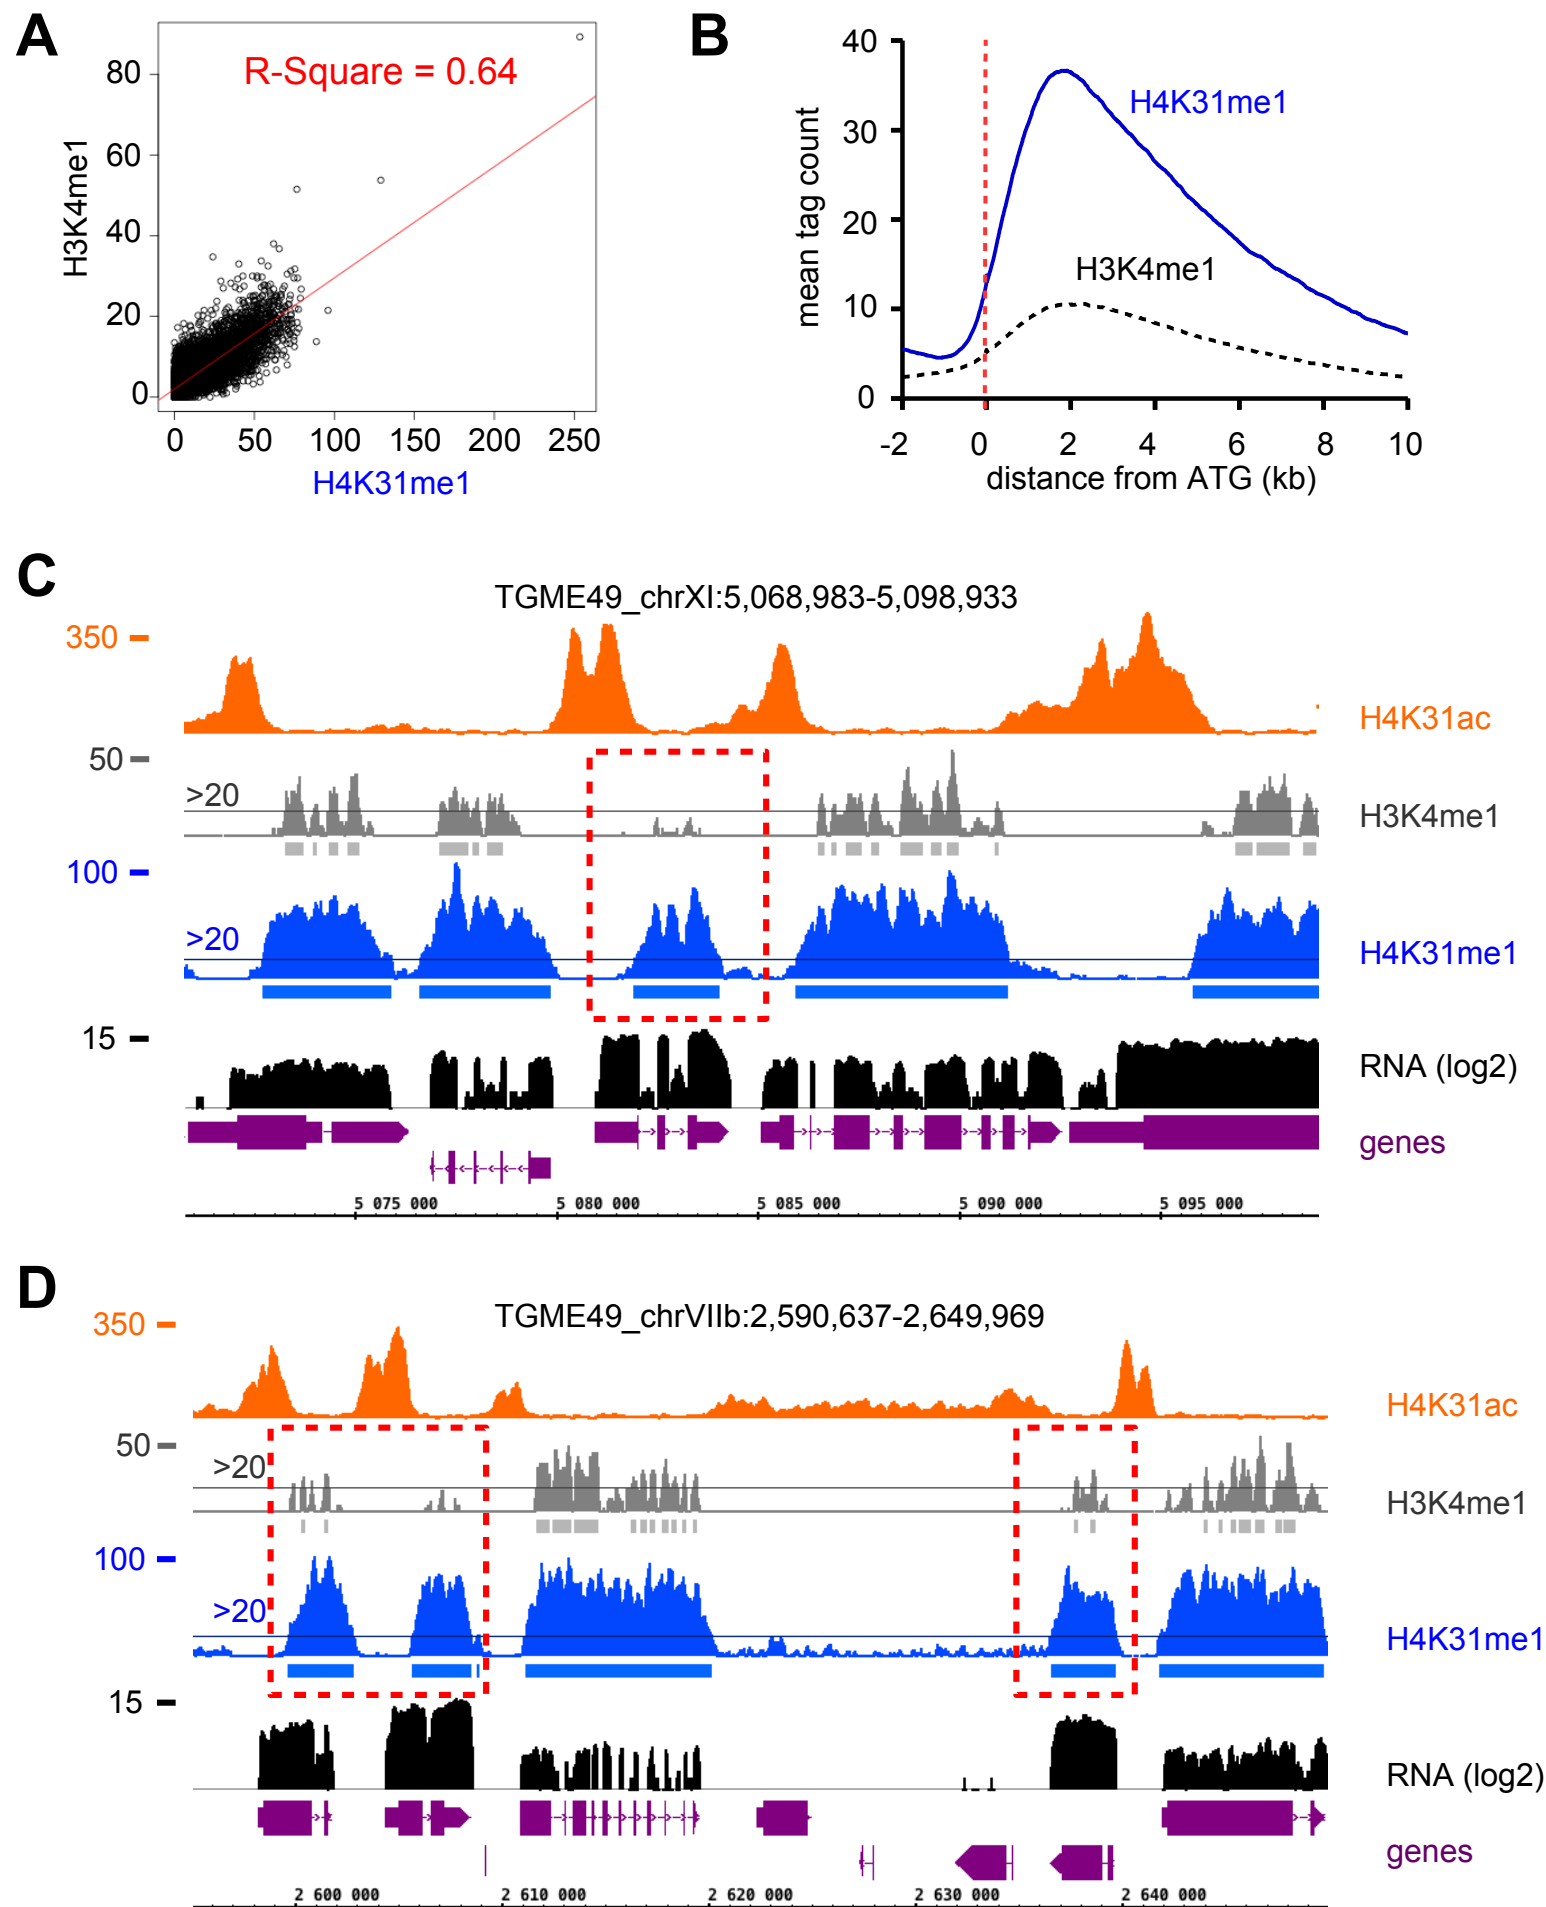 A
B
R-Square = 0.64
H3K4me1
80
60
40
20
0
0 50 100 150 200 250
H4K31me1
mean tag count
40
30
20
10
0
H4K31me1
H3K4me1
-2 0 2 4 6 8 10
distance from ATG (kb)
C
TGME49_chrXI:5,068,983-5,098,933
350
H4K31ac
50
>20
H3K4me1
100
>20
H4K31me1
15
RNA (log2)
genes
5 075 000 5 080 000 5 085 000 5 090 000 5 095 000
D
TGME49_chrVIIb:2,590,637-2,649,969
350
H4K31ac
50
>20
H3K4me1
100
>20
H4K31me1
15
RNA (log2)
genes
2 600 000 2 610 000 2 620 000 2 630 000 2 640 000